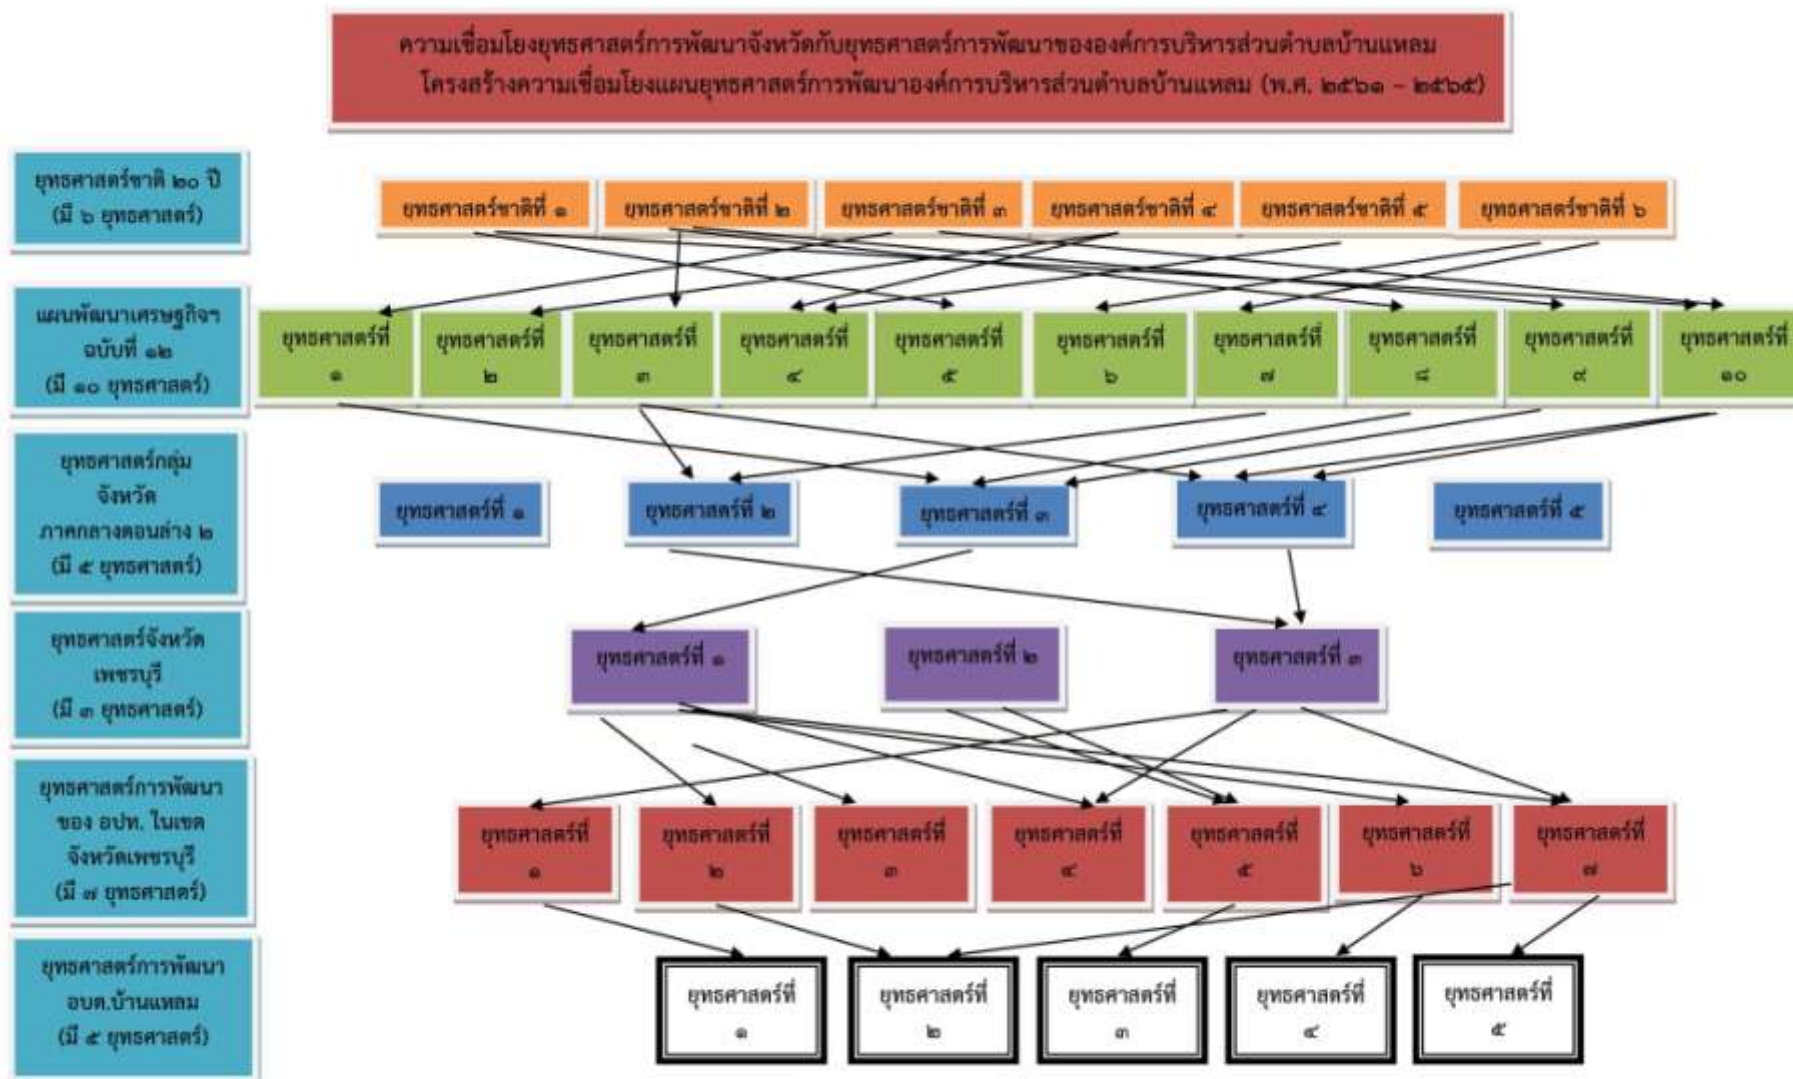 ความเชื่อมโยงยุทธศาสตร์การพัฒนาจังหวัดกับยุทธศาสตร์การพัฒนาขององค์การบริหารส่วนตำบลบ้านแหลม
โครงสร้างความเชื่อมโยงแผนยุทธศาสตร์การพัฒนาองค์การบริหารส่วนตำบลบ้านแหลม (พ.ศ. ๒๕๖๑ - ๒๕๖๕)
ยุทธศาสตร์ชาติ ๒๐ ปี
(มี ๖ ยุทธศาสตร์)
ยุทธศาสตร์ชาติที่ ๑
ยุทธศาสตร์ชาติที่ ๒
ยุทธศาสตร์ชาติที่ ๓
ยุทธศาสตร์ชาติที่ ๔
ยุทธศาสตร์ชาติที่ ๕
ยุทธศาสตร์ชาติที่ ๖
แผนพัฒนาเศรษฐกิจฯ
ฉบับที่ ๑๒
(มี ๑๐ ยุทธศาสตร์)
ยุทธศาสตร์ที่
๑
ยุทธศาสตร์ที่
๒
ยุทธศาสตร์ที่
๓
ยุทธศาสตร์ที่
๔
ยุทธศาสตร์ที่
๕
ยุทธศาสตร์ที่
๖
ยุทธศาสตร์ที่
๗
ยุทธศาสตร์ที่
๘
ยุทธศาสตร์ที่
๙
ยุทธศาสตร์ที่
๑๐
ยุทธศาสตร์กลุ่ม
จังหวัด
ภาคกลางตอนล่าง ๒
(มี ๕ ยุทธศาสตร์)
ยุทธศาสตร์ที่ ๑
ยุทธศาสตร์ที่ ๒
ยุทธศาสตร์ที่ ๓
ยุทธศาสตร์ที่ ๔
ยุทธศาสตร์ที่ ๕
ยุทธศาสตร์จังหวัด
เพชรบุรี
(มี ๓ ยุทธศาสตร์)
ยุทธศาสตร์ที่ ๑
ยุทธศาสตร์ที่ ๒
ยุทธศาสตร์ที่ ๓
ยุทธศาสตร์การพัฒนา
ของ อปท. ในเขต
จังหวัดเพชรบุรี
(มี ๗ ยุทธศาสตร์)
ยุทธศาสตร์ที่
๑
ยุทธศาสตร์ที่
๒
ยุทธศาสตร์ที่
๓
ยุทธศาสตร์ที่
๔
ยุทธศาสตร์ที่
๕
ยุทธศาสตร์ที่
๖
ยุทธศาสตร์ที่
๗
ยุทธศาสตร์การพัฒนา
อบต.บ้านแหลม
(มี ๕ ยุทธศาสตร์)
ยุทธศาสตร์ที่
๑
ยุทธศาสตร์ที่
๒
ยุทธศาสตร์ที่
๓
ยุทธศาสตร์ที่
๔
ยุทธศาสตร์ที่
๕